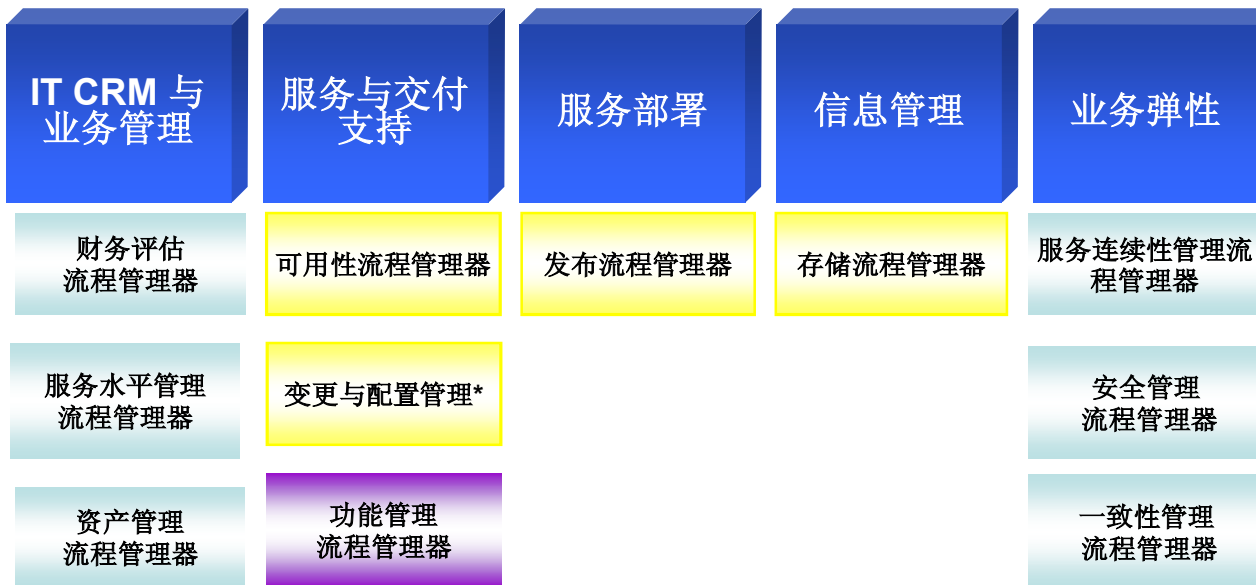 IT CRM 与
业务管理
服务与交付
支持
服务部署
信息管理
业务弹性
财务评估
流程管理器
可用性流程管理器
发布流程管理器
存储流程管理器
服务连续性管理流
程管理器
服务水平管理
流程管理器
变更与配置管理*
安全管理
流程管理器
资产管理
流程管理器
功能管理
流程管理器
一致性管理
流程管理器